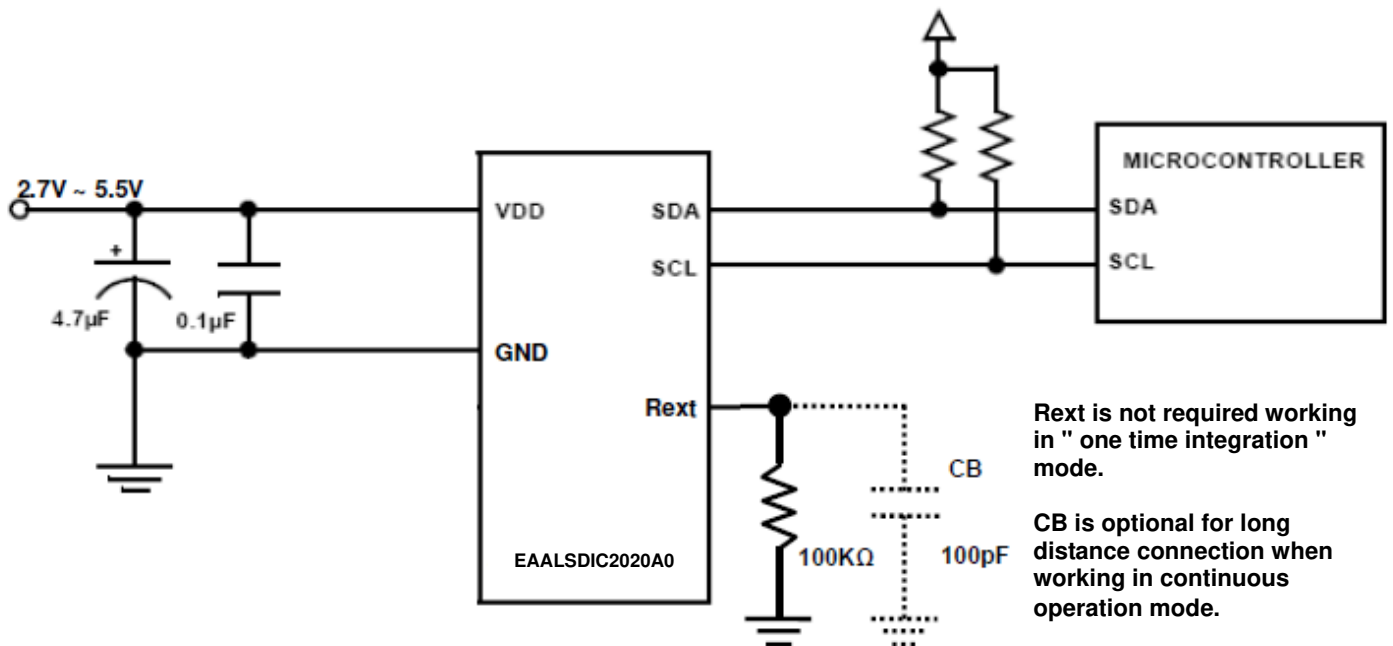 2.7V ~ 5.5V
+
4.7µF
0.1µF
VDD
GND
SDA
SCL
Rext
EAALSDIC2020A0
MICROCONTROLLER
SDA
SCL
100KΩ
CB
100pF
Rext is not required working
in " one time integration "
mode.
CB is optional for long
distance connection when
working in continuous
operation mode.